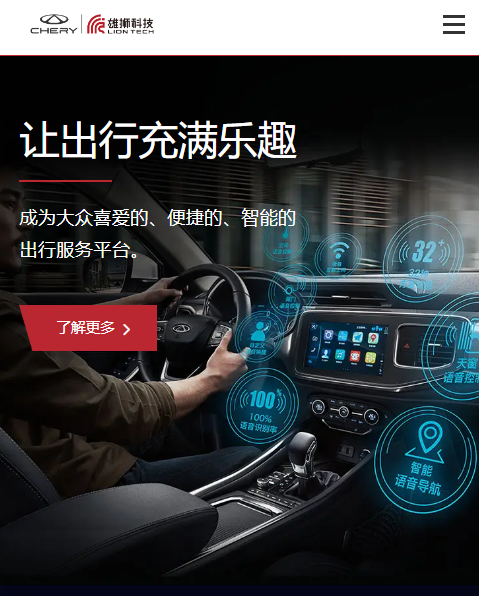 CHERY
雄狮科技
LION TECH
让出行充满乐趣
成为大众喜爱的、便捷的、智能的
出行服务平台。
了解更多
32+
100%
100%
语音识别率
天窗
语音控制
智能
语音导航